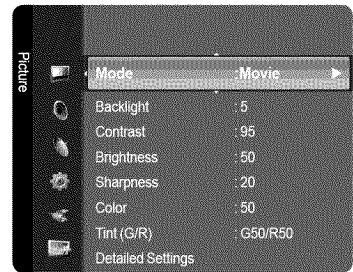 Picture
Mode :Movie
Backlight :5
Contrast :95
Brightness :50
Sharpness :20
Color :50
Tint (G/R) :G50/R50
Detailed Settings